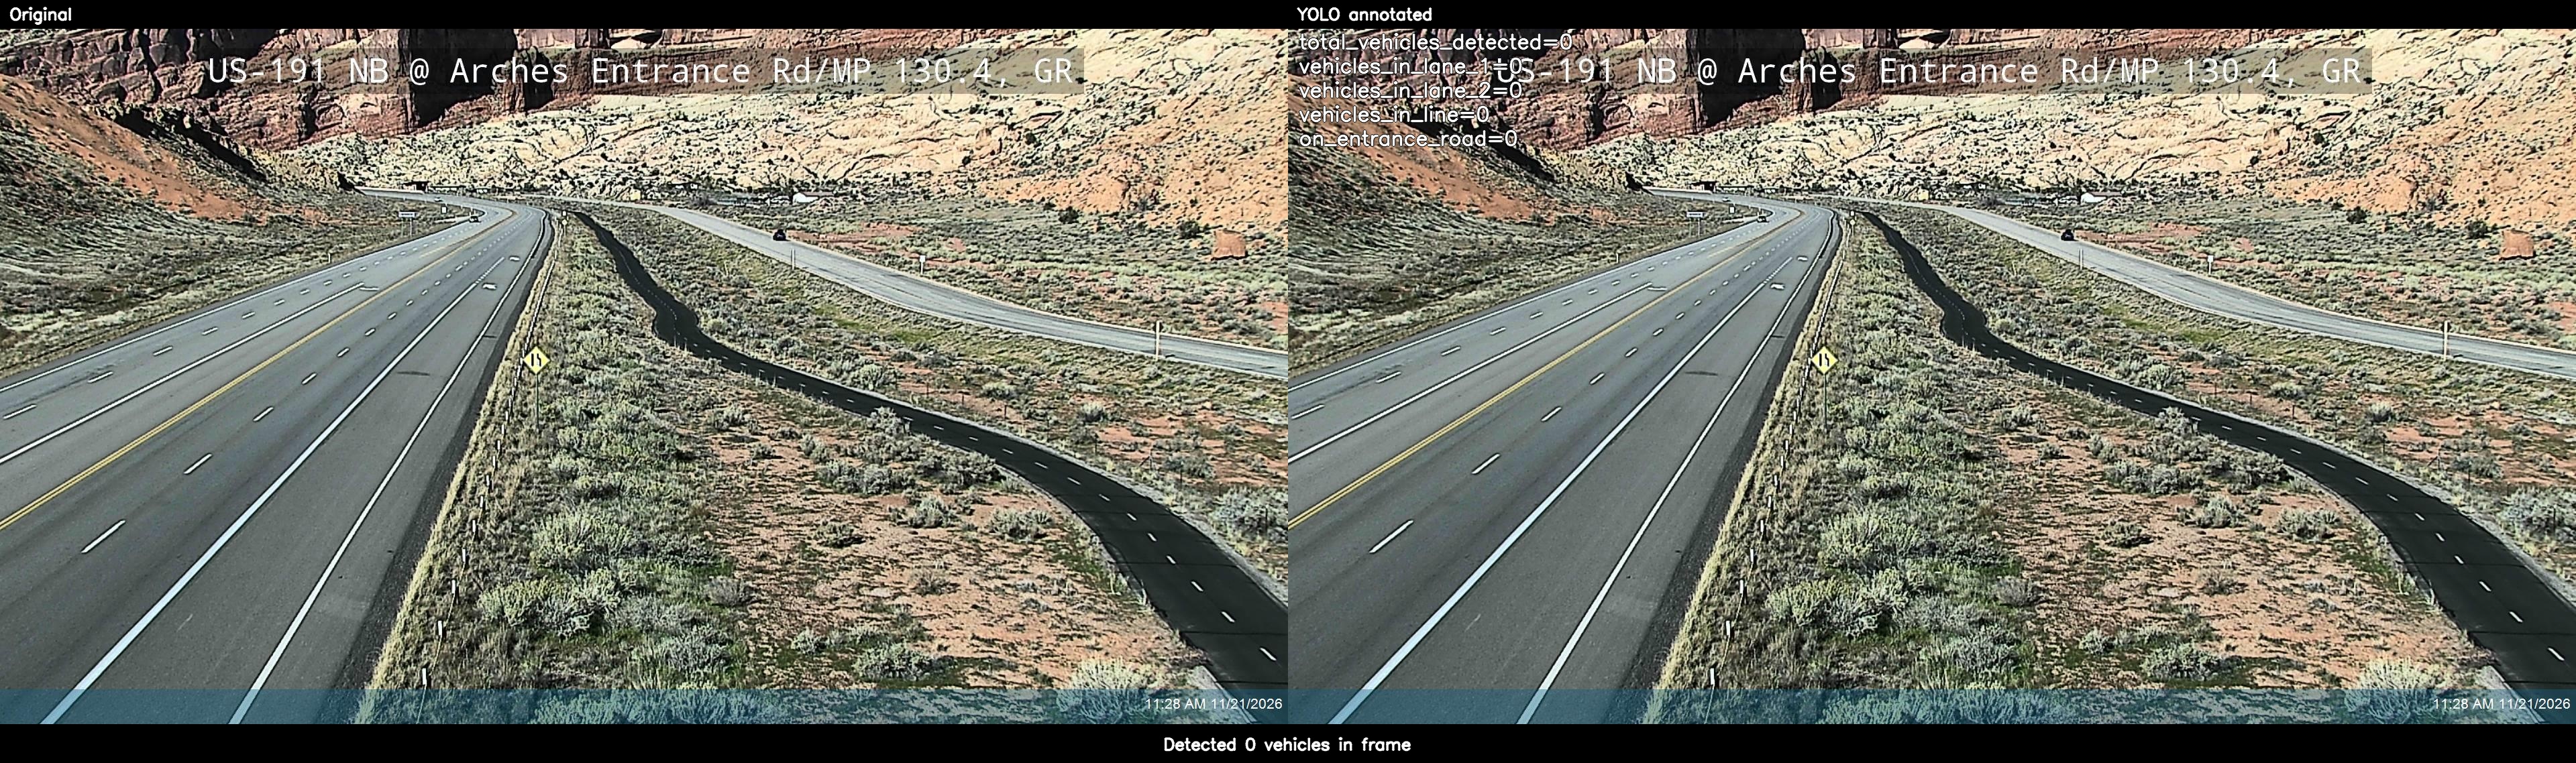 Original
US-191 NB @ Arches Entrance Rd/MP 130.4, GR
11:28 AM 11/21/2026
YOLO annotated
total_vehicles_detected=0
vehicles_in_lane_1=0
US-191 NB @ Arches Entrance Rd/MP 130.4, GR
vehicles_in_lane_2=0
vehicles_in_line=0
on_entrance_road=0
11:28 AM 11/21/2026
Detected 0 vehicles in frame